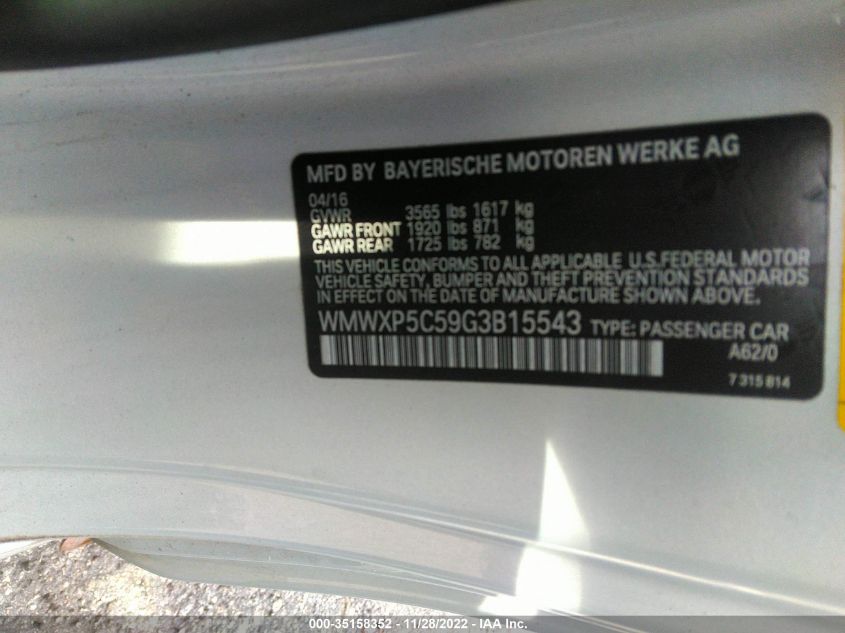 MFD BY BAYERISCHE MOTOREN WERKE AG
04/16
GVWR 3565 lbs 1617 kg
GAWR FRONT 1920 lbs 871 kg
GAWR REAR 1725 lbs 782 kg
THIS VEHICLE CONFORMS TO ALL APPLICABLE U.S.FEDERAL MOTOR
VEHICLE SAFETY, BUMPER AND THEFT PREVENTION STANDARDS
IN EFFECT ON THE DATE OF MANUFACTURE SHOWN ABOVE.
WMWXP5C59G3B15543 TYPE: PASSENGER CAR
A62/0
7 315 814
000-35158352 - 11/28/2022 - IAA Inc.